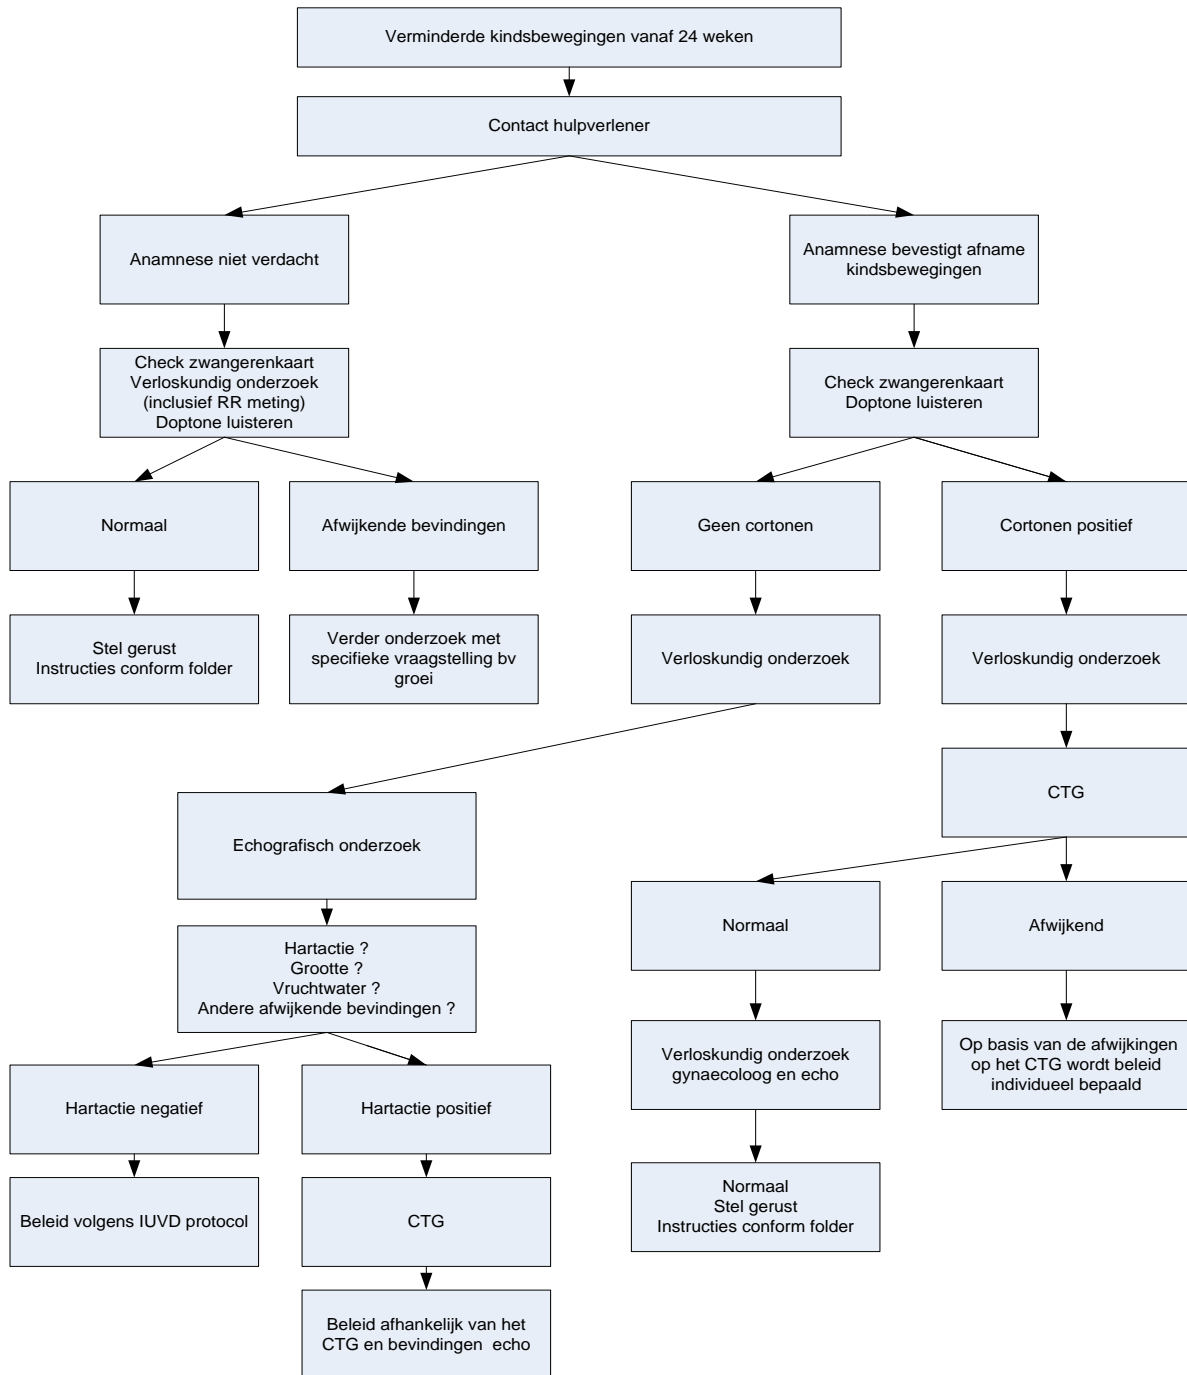 Verminderde kindsbewegingen vanaf 24 weken
Contact hulpverlener
Anamnese niet verdacht
Anamnese bevestigt afname
kindsbewegingen
Check zwangerenkaart
Verloskundig onderzoek
(inclusief RR meting)
Doptone luisteren
Check zwangerenkaart
Doptone luisteren
Normaal
Afwijkende bevindingen
Geen cortonen
Cortonen positief
Stel gerust
Instructies conform folder
Verder onderzoek met
specifieke vraagstelling bv
groei
Verloskundig onderzoek
Verloskundig onderzoek
CTG
Echografisch onderzoek
Normaal
Afwijkend
Hartactie ?
Grootte ?
Vruchtwater ?
Andere afwijkende bevindingen ?
Verloskundig onderzoek
gynaecoloog en echo
Op basis van de afwijkingen
op het CTG wordt beleid
individueel bepaald
Hartactie negatief
Hartactie positief
Beleid volgens IUVD protocol
CTG
Normaal
Stel gerust
Instructies conform folder
Beleid afhankelijk van het
CTG en bevindingen  echo